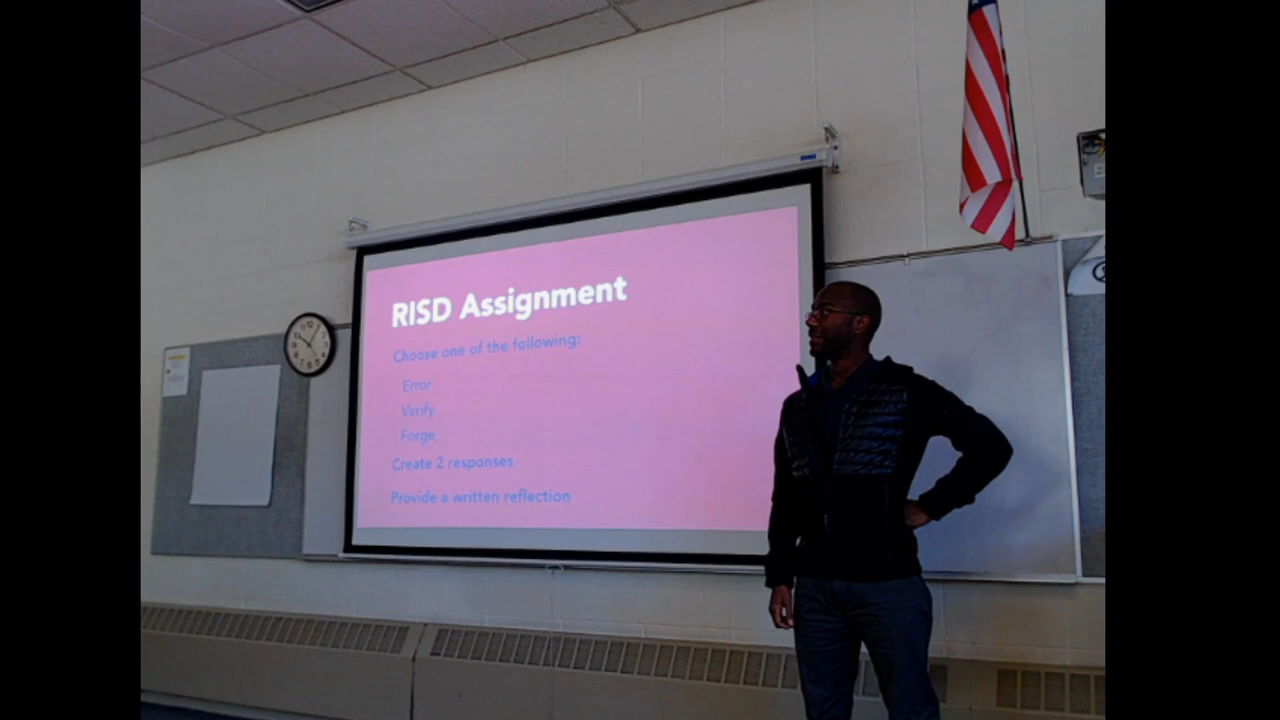 RISD Assignment
Choose one of the following:
Error
Verify
Forge
Create 2 responses
Provide a written reflection